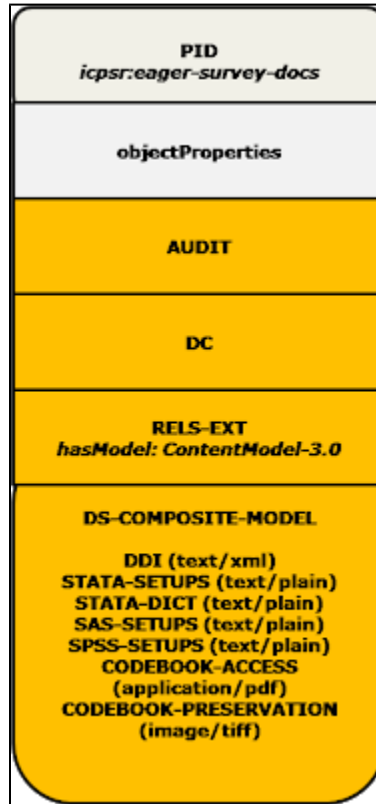 PID
icpsr:eager-survey-docs
objectProperties
AUDIT
DC
RELS-EXT
hasModel: ContentModel-3.0
DS-COMPOSITE-MODEL
DDI (text/xml)
STATA-SETUPS (text/plain)
STATA-DICT (text/plain)
SAS-SETUPS (text/plain)
SPSS-SETUPS (text/plain)
CODEBOOK-ACCESS
(application/pdf)
CODEBOOK-PRESERVATION
(image/tiff)